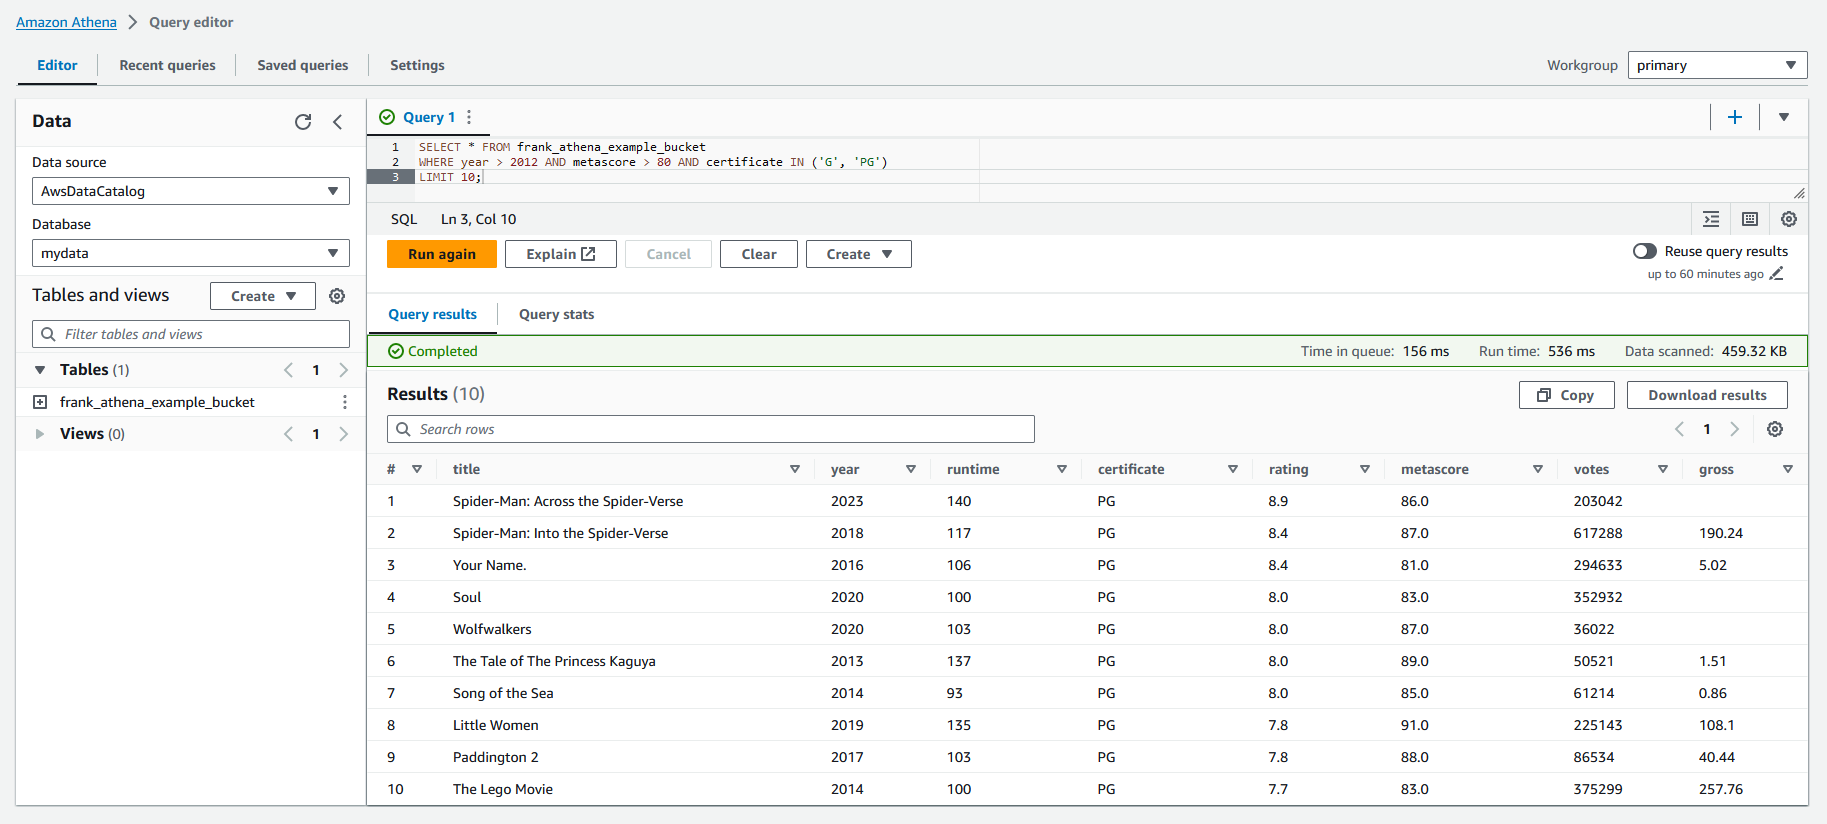 Amazon Athena Query editor
Editor Recent queries Saved queries Settings
Workgroup primary
Data
Data source
AwsDataCatalog
Database
mydata
Tables and views Create
Filter tables and views
Tables (1) 1
frank_athena_example_bucket
Views (0) 1
Query 1
1 SELECT * FROM frank_athena_example_bucket
2 WHERE year > 2012 AND metascore > 80 AND certificate IN ('G', 'PG')
3 LIMIT 10;
SQL Ln 3, Col 10
Run again Explain Cancel Clear Create
Reuse query results
up to 60 minutes ago
Query results Query stats
Completed Time in queue: 156 ms Run time: 536 ms Data scanned: 459.32 KB
Results (10) Copy Download results
Search rows 1
# title year runtime certificate rating metascore votes gross
1 Spider-Man: Across the Spider-Verse 2023 140 PG 8.9 86.0 203042
2 Spider-Man: Into the Spider-Verse 2018 117 PG 8.4 87.0 617288 190.24
3 Your Name. 2016 106 PG 8.4 81.0 294633 5.02
4 Soul 2020 100 PG 8.0 83.0 352932
5 Wolfwalkers 2020 103 PG 8.0 87.0 36022
6 The Tale of The Princess Kaguya 2013 137 PG 8.0 89.0 50521 1.51
7 Song of the Sea 2014 93 PG 8.0 85.0 61214 0.86
8 Little Women 2019 135 PG 7.8 91.0 225143 108.1
9 Paddington 2 2017 103 PG 7.8 88.0 86534 40.44
10 The Lego Movie 2014 100 PG 7.7 83.0 375299 257.76